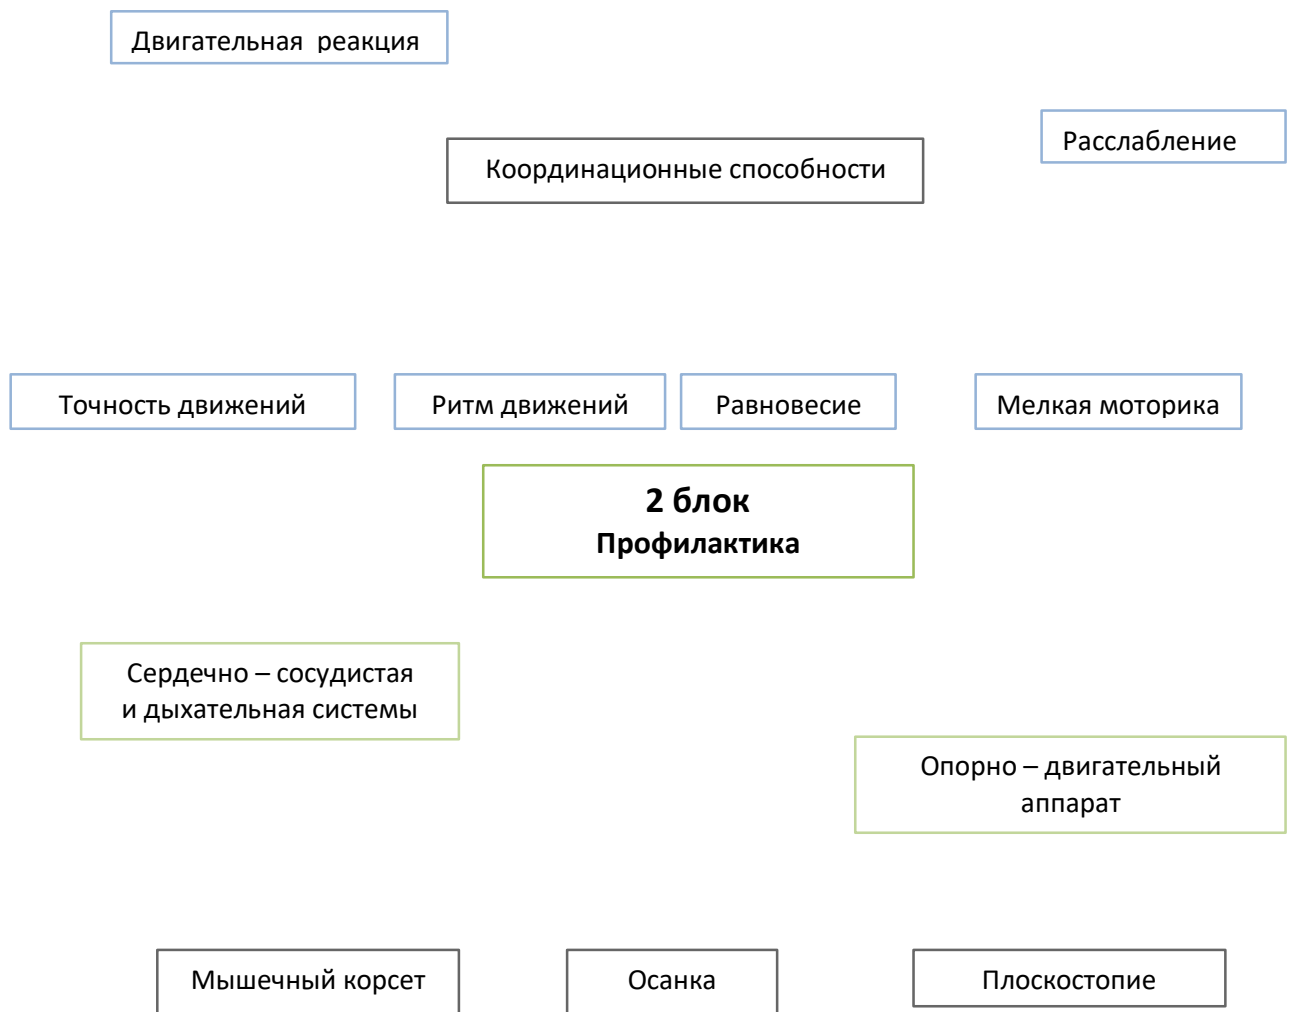 Двигательная реакция
Расслабление
Координационные способности
Точность движений
Ритм движений
Равновесие
Мелкая моторика
2 блок
Профилактика
Сердечно – сосудистая
и дыхательная системы
Опорно – двигательный
аппарат
Мышечный корсет
Осанка
Плоскостопие